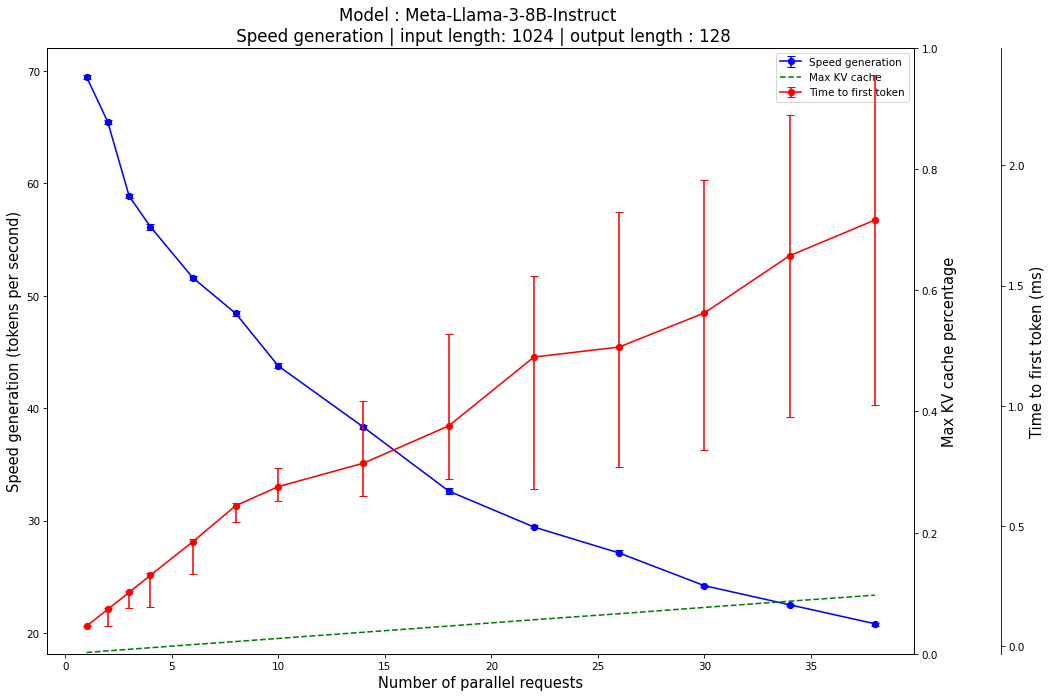 Model : Meta-Llama-3-8B-Instruct
Speed generation | input length: 1024 | output length : 128
Speed generation
Max KV cache
Time to first token
Speed generation (tokens per second)
70
60
50
40
30
20
0
5
10
15
20
25
30
35
Number of parallel requests
1.0
0.8
0.6
0.4
0.2
0.0
Max KV cache percentage
2.0
1.5
1.0
0.5
0.0
Time to first token (ms)